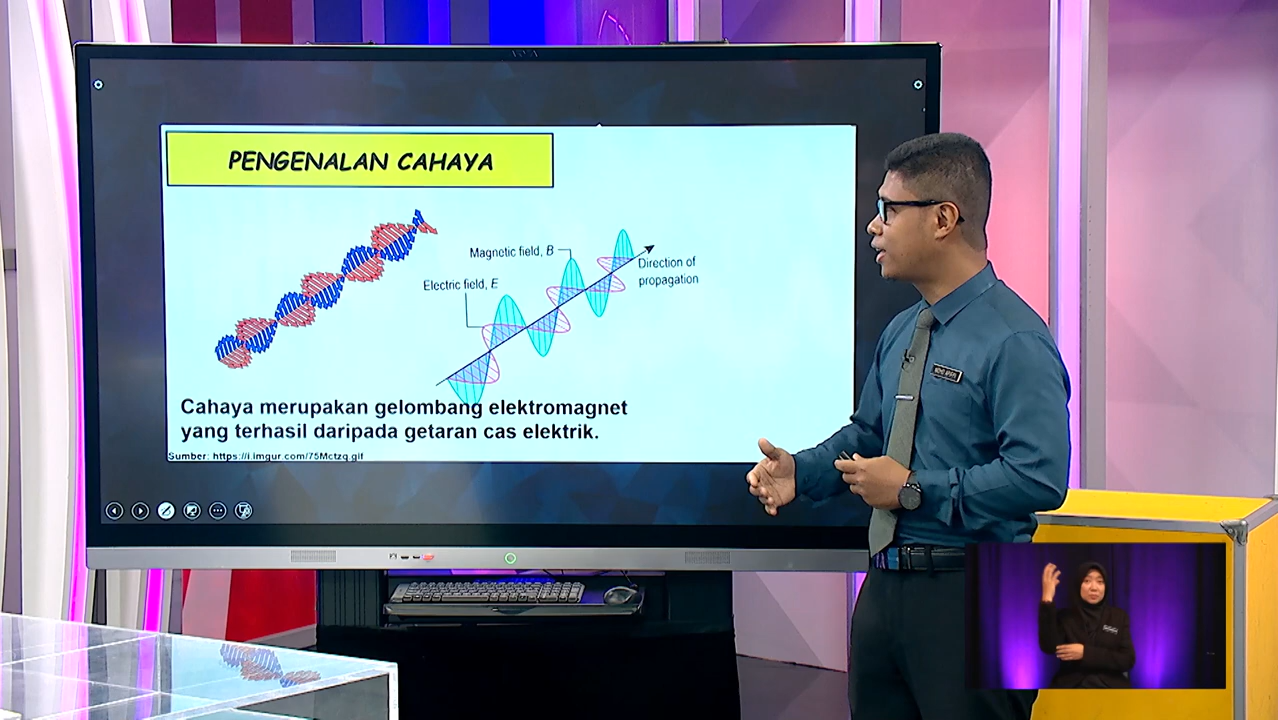 PENGENALAN CAHAYA
Magnetic field, B
Electric field, E
Direction of
propagation
Cahaya merupakan gelombang elektromagnet
yang terhasil daripada getaran cas elektrik.
Sumber: https://i.imgur.com/75Mctzq.gif